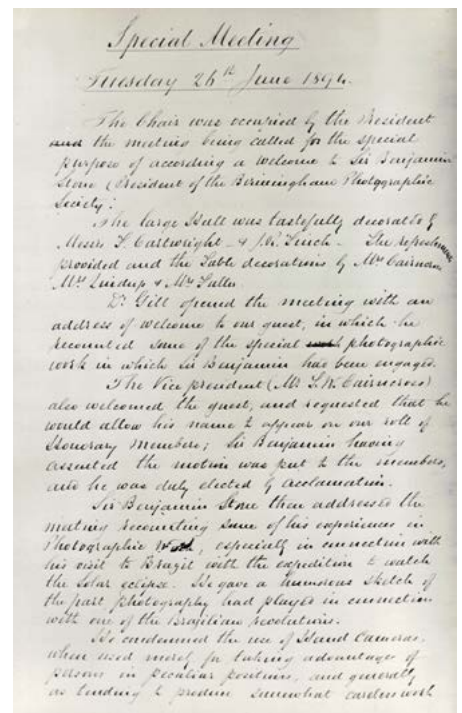 Special Meeting
Tuesday 26th June 1894.
The Chair was occupied by the President
and the meeting being called for the special
purpose of according a welcome to Sir Benjamin
Stone (President of the Birmingham Photographic
Society.
The large Hall was tastefully decorated by
Messrs F. Cartwright & J.H. Finch. The refreshments
provided and the Table decorations by Mrs Cairncross
Mrs Lindup & Mrs
Dr Gill opened the meeting with an
address of welcome to our guest, in which he
recounted some of the special photographic
work in which Sir Benjamin had been engaged.
The Vice president (Mr Cairncross)
also welcomed the guest, and requested that he
would allow his name to appear on our roll of
Honorary Members; Sir Benjamin having
assented the motion was put to the members,
and he was duly elected by acclamation.
Sir Benjamin Stone then addressed the
meeting recounting some of his experiences in
Photographic Work, especially in connection with
his visit to Brazil with the expedition to watch
the Solar eclipse. He gave a humorous sketch of
the part photography had played in connection
with one of the Brazilian revolutions.
He condemned the use of Hand Cameras,
when used merely for taking advantages of
persons in peculiar positions, and generally
as tending to produce somewhat careless work